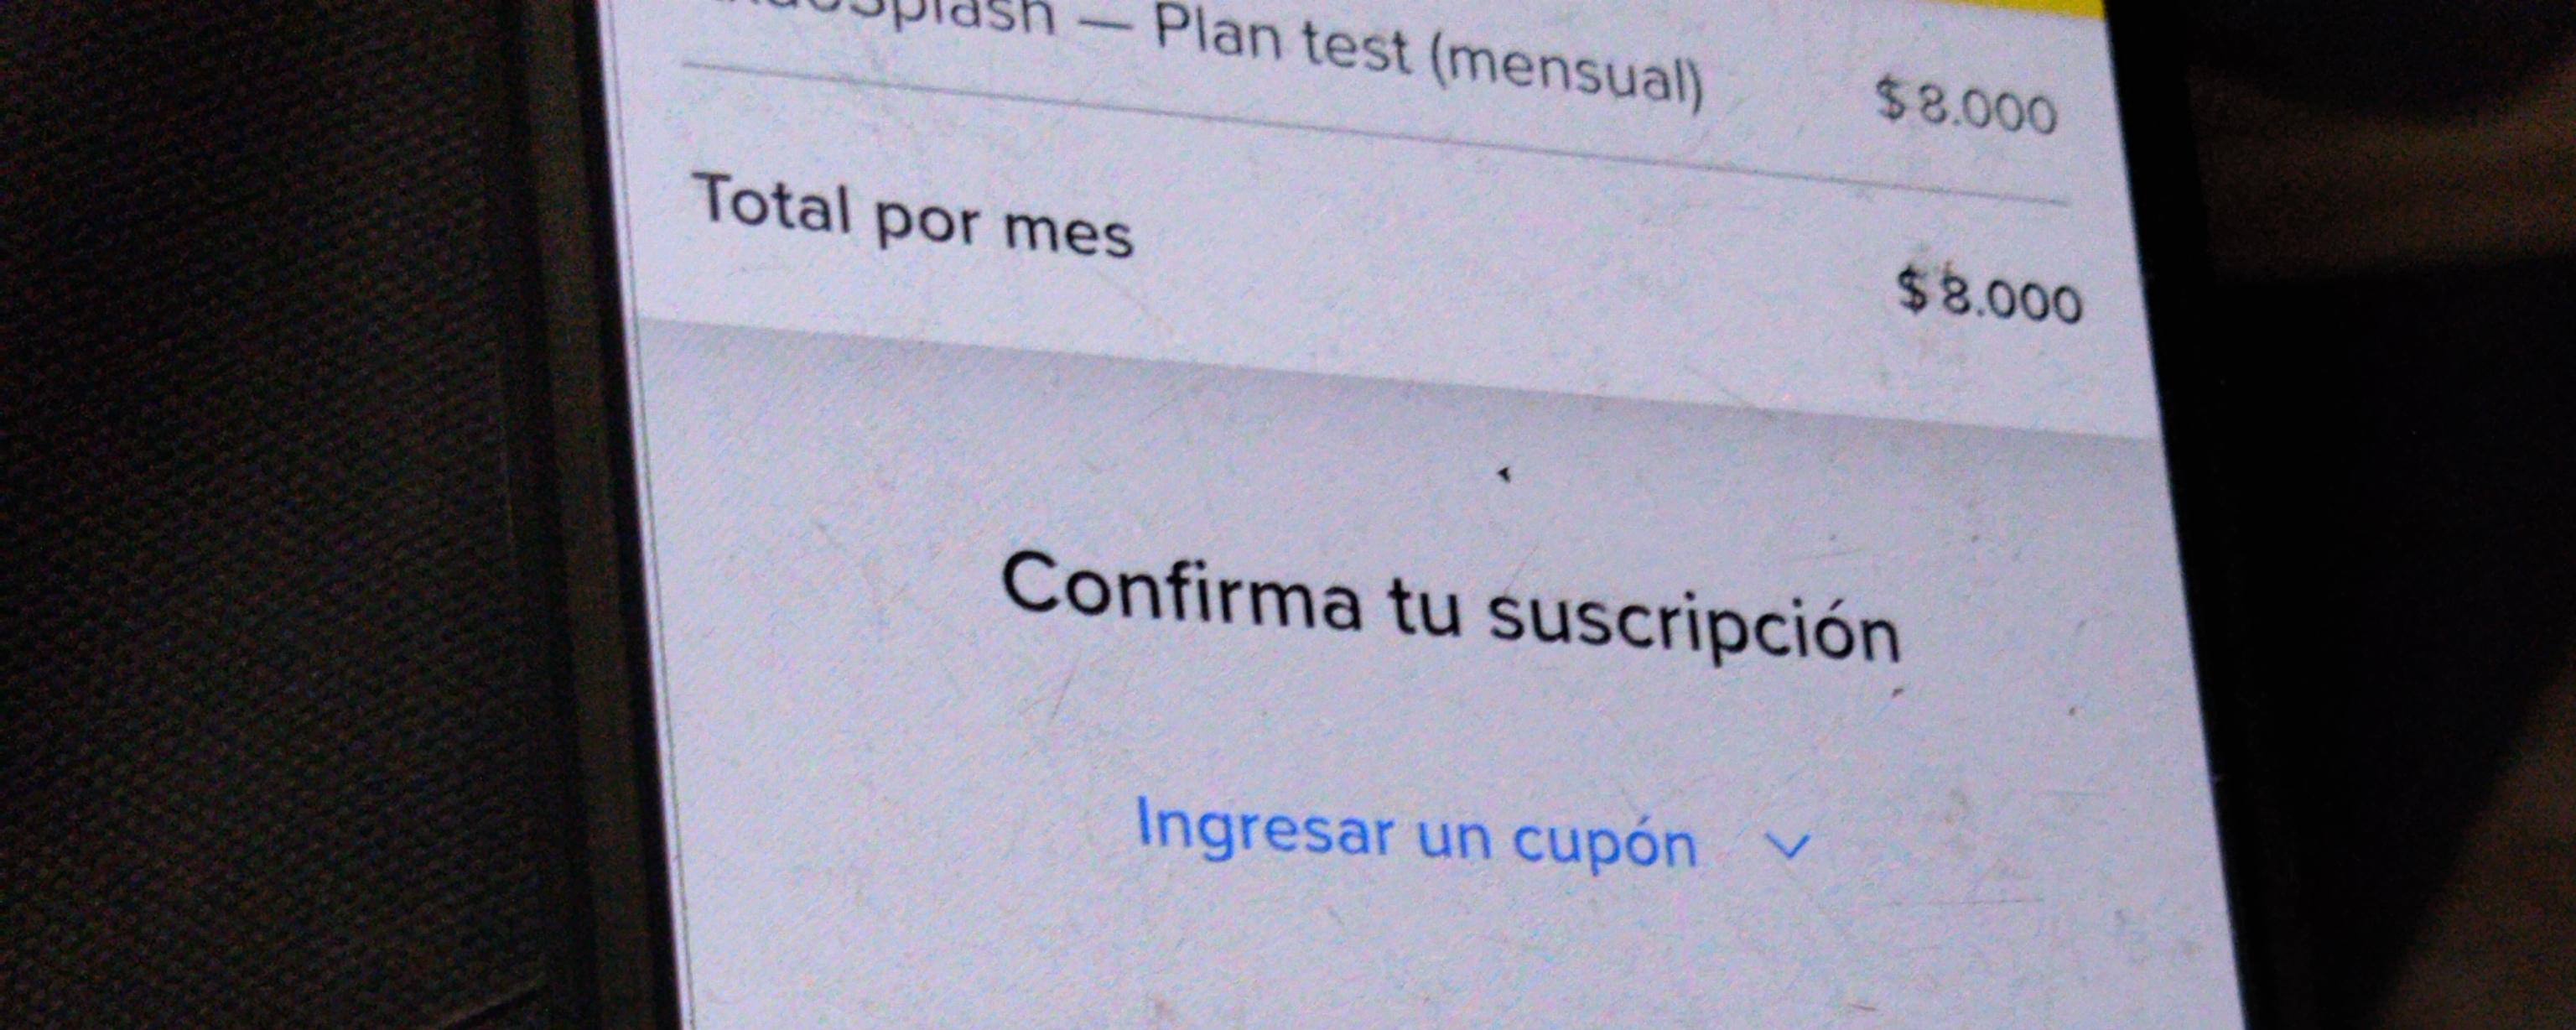 — Plan test (mensual) $8.000
Total por mes $8.000
Confirma tu suscripción
Ingresar un cupón